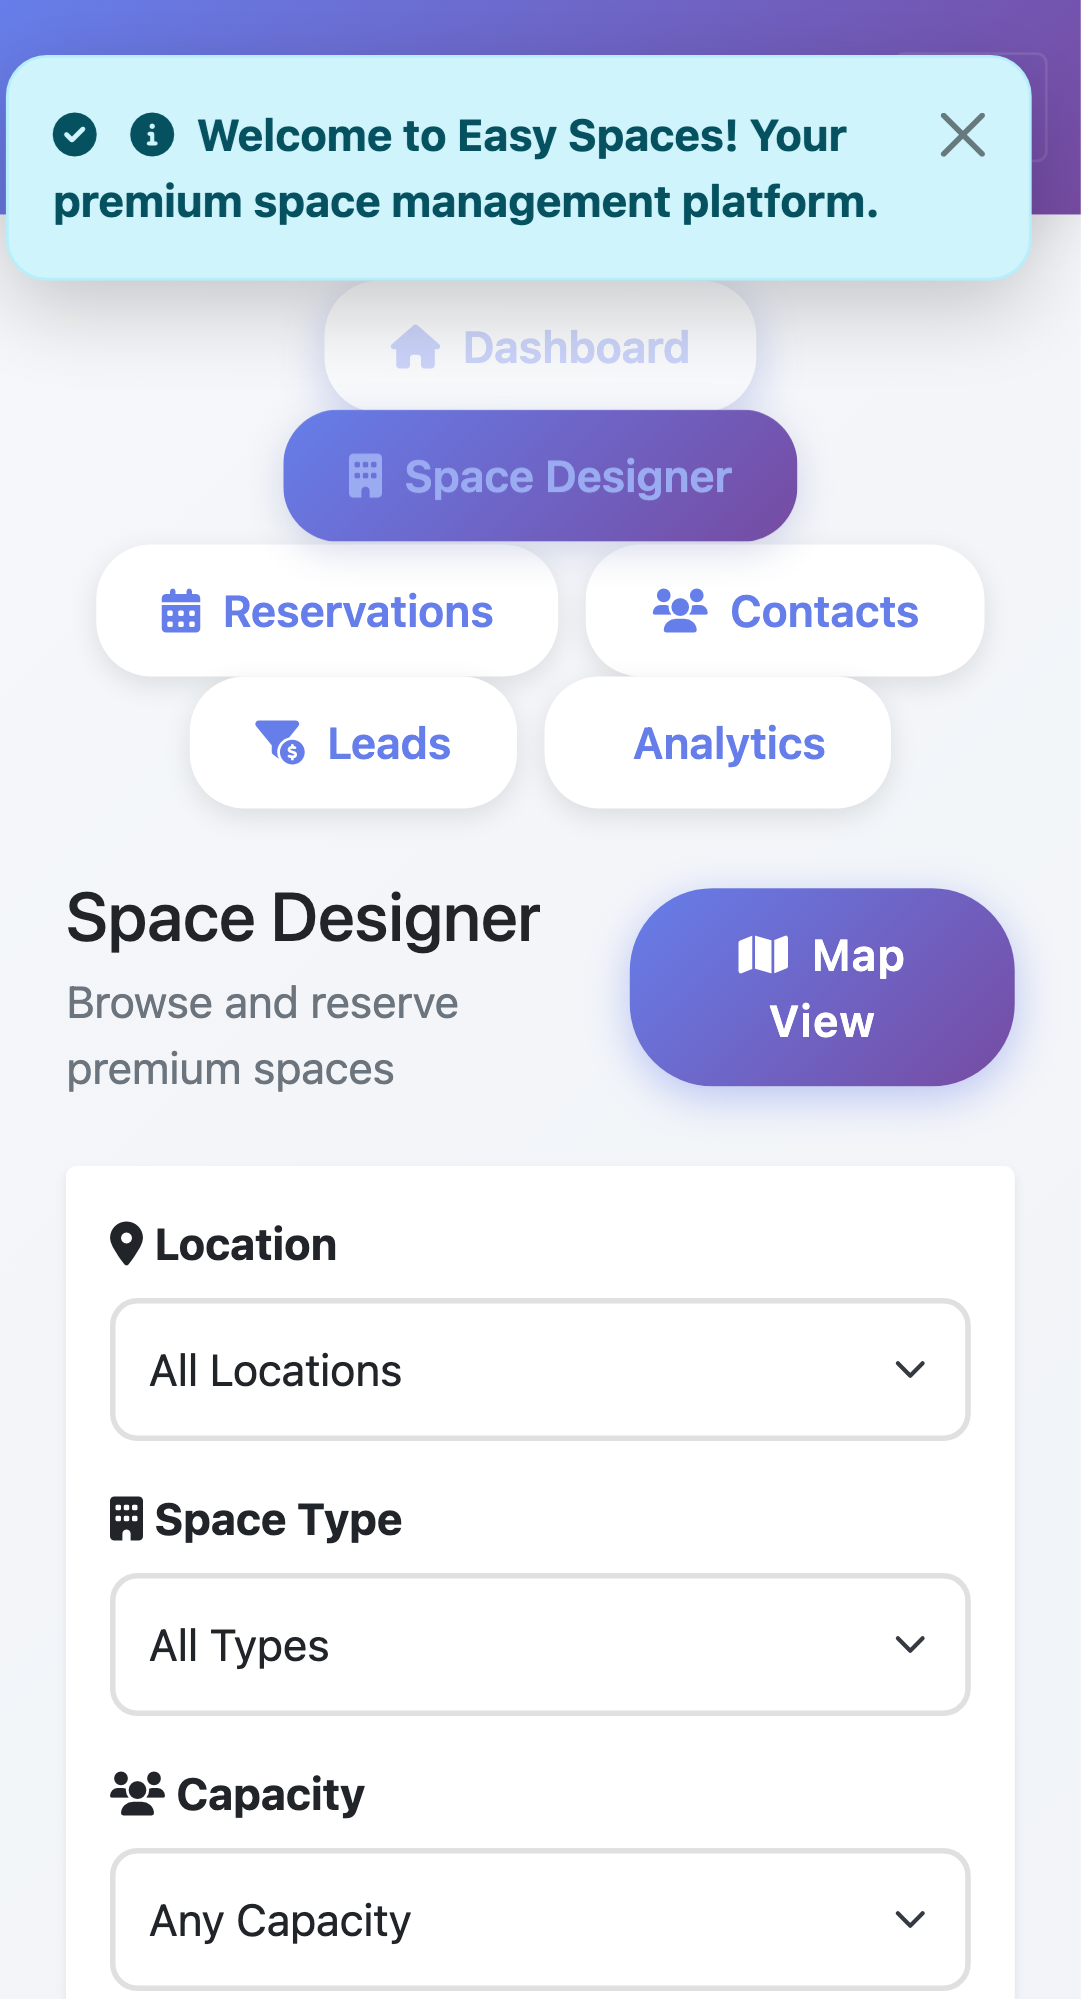 Welcome to Easy Spaces! Your
premium space management platform.
Dashboard
Space Designer
Reservations
Contacts
Leads
Analytics
Space Designer
Browse and reserve
premium spaces
Map
View
Location
All Locations
Space Type
All Types
Capacity
Any Capacity